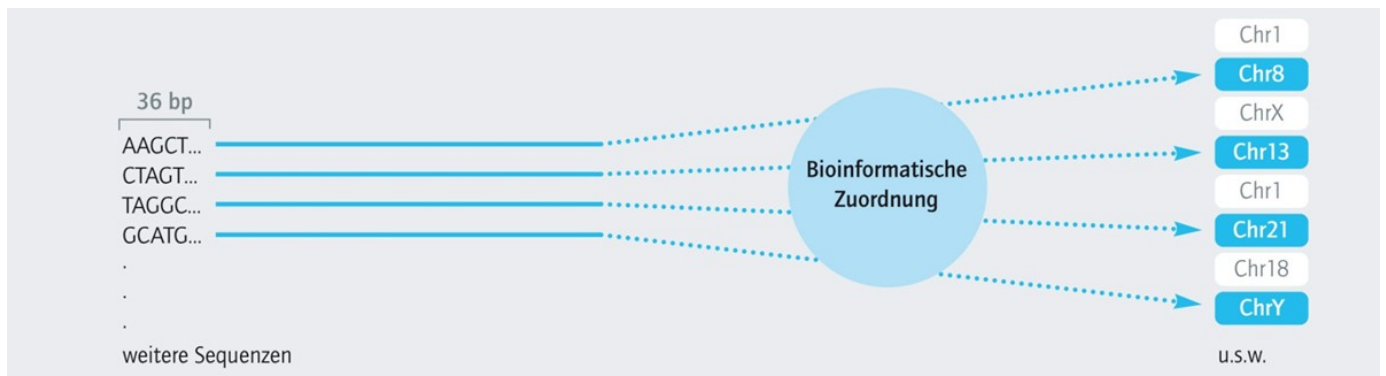 36 bp
AAGCT...
CTAGT...
TAGGC...
GCATG...
.
.
.
weitere Sequenzen
Bioinformatische
Zuordnung
Chr1
Chr8
ChrX
Chr13
Chr1
Chr21
Chr18
ChrY
u.s.w.